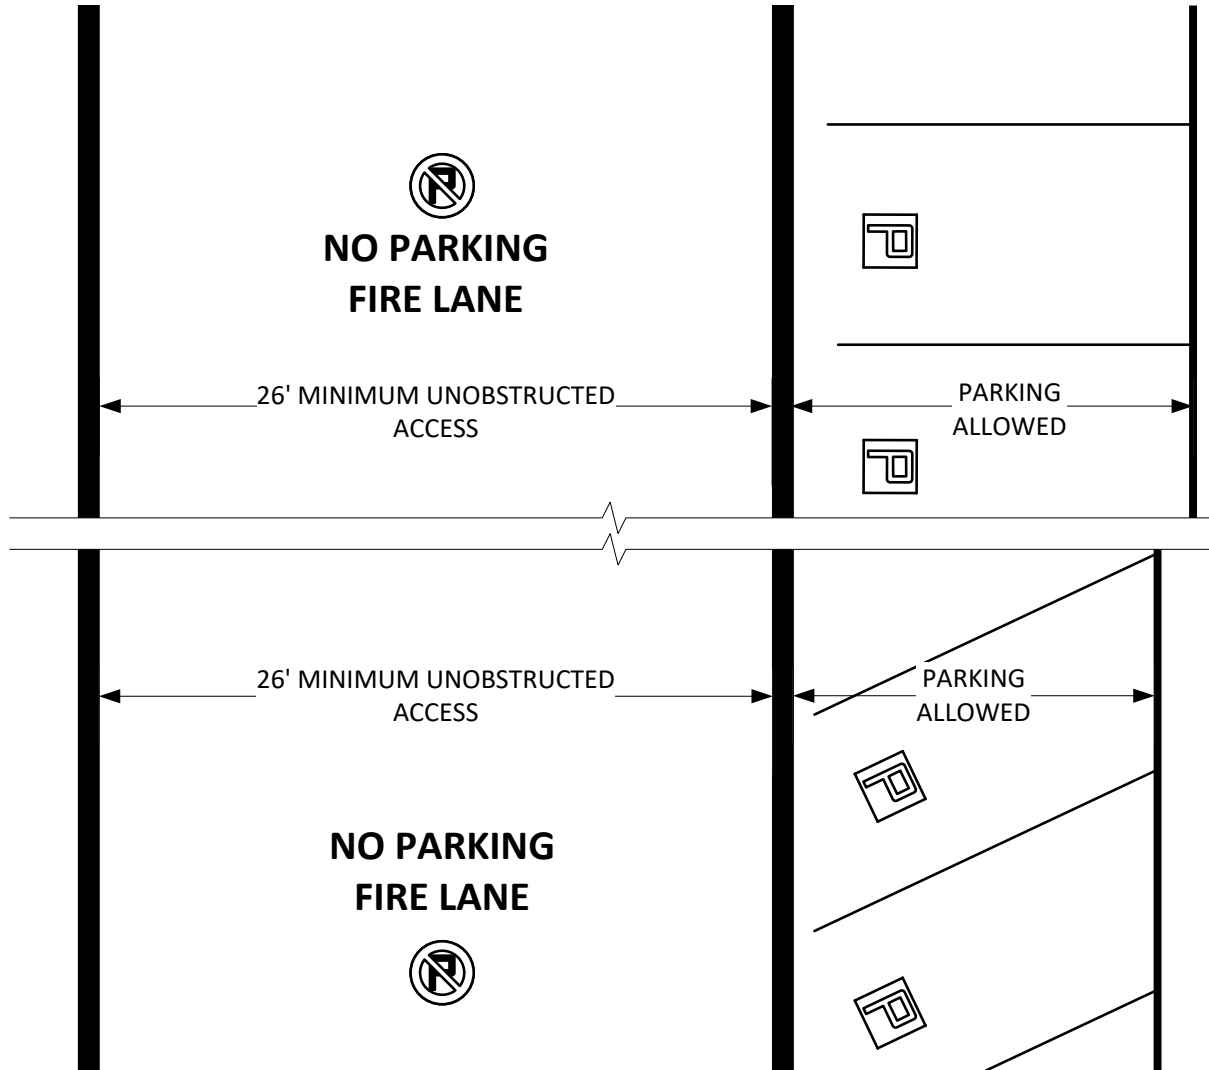 P
NO PARKING
FIRE LANE
P
26' MINIMUM UNOBSTRUCTED
ACCESS
PARKING
ALLOWED
P
26' MINIMUM UNOBSTRUCTED
ACCESS
PARKING
ALLOWED
P
NO PARKING
FIRE LANE
P
P